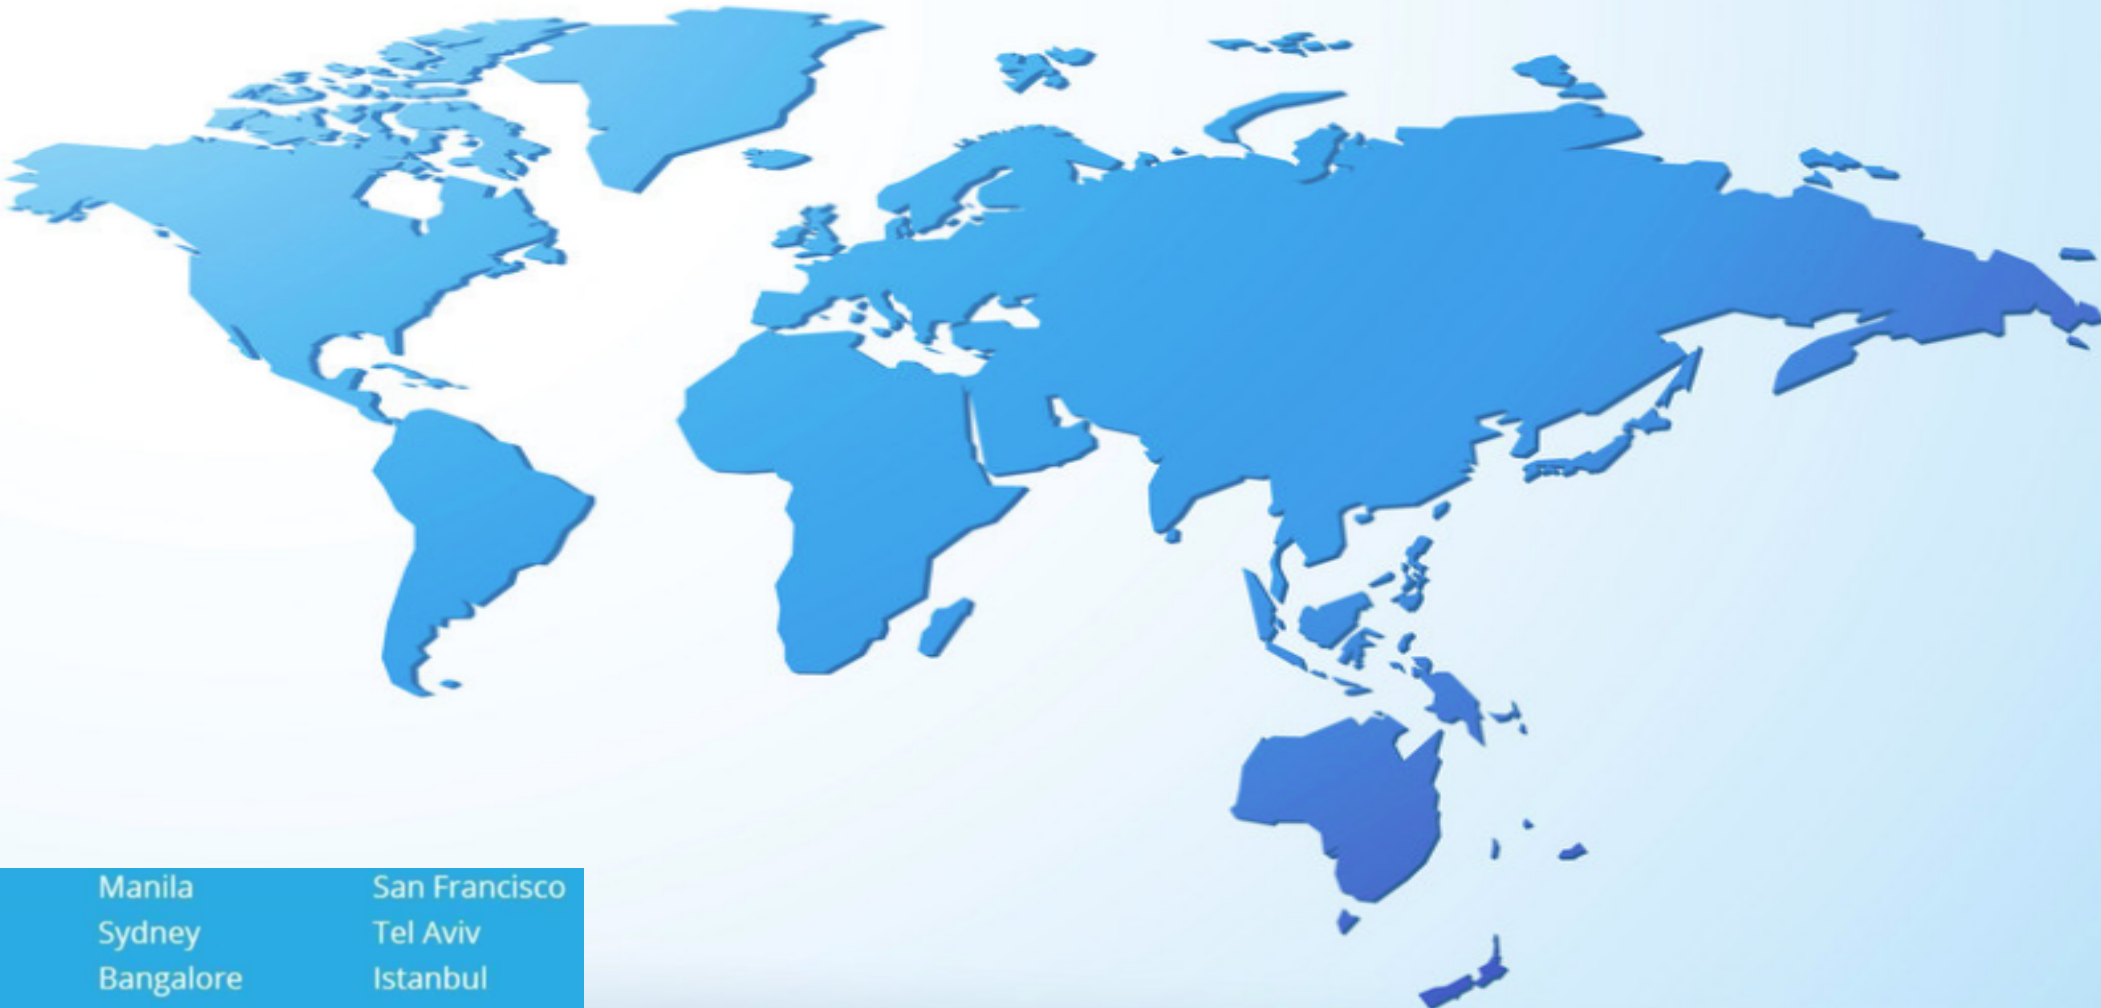 Manila
Sydney
Bangalore
San Francisco
Tel Aviv
Istanbul